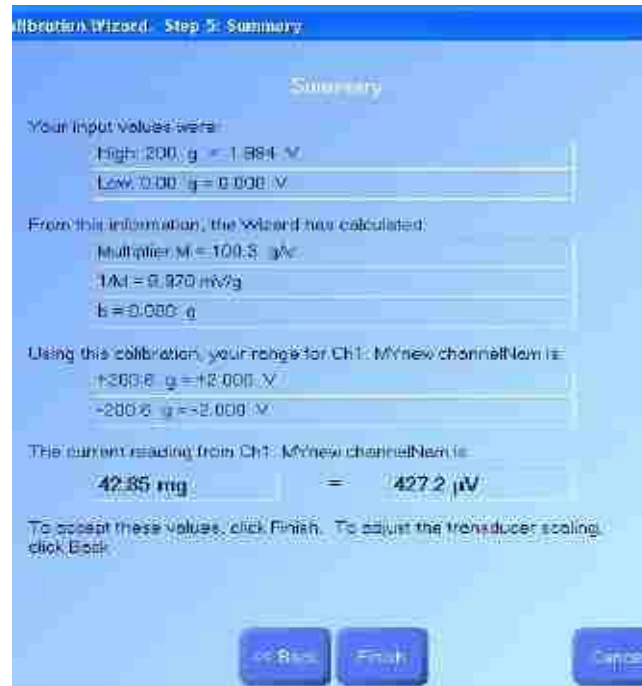 alibration Wizard. Step 5: Summary
Summary
Your input values were:
High: 200. g = 1.994 V
Low: 0.00 g = 0.000 V
From this information, the Wizard has calculated:
Multiplier M = 100.3 g/V
1/M = 9.970 mV/g
b = 0.000 g
Using this calibration, your range for Ch1: MYnew channelNam is:
+200.6 g = +2.000 V
-200.6 g = -2.000 V
The current reading from Ch1: MYnew channelNam is:
42.85 mg = 427.2 µV
To accept these values, click Finish. To adjust the transducer scaling,
click Back.
<< Back Finish Cance